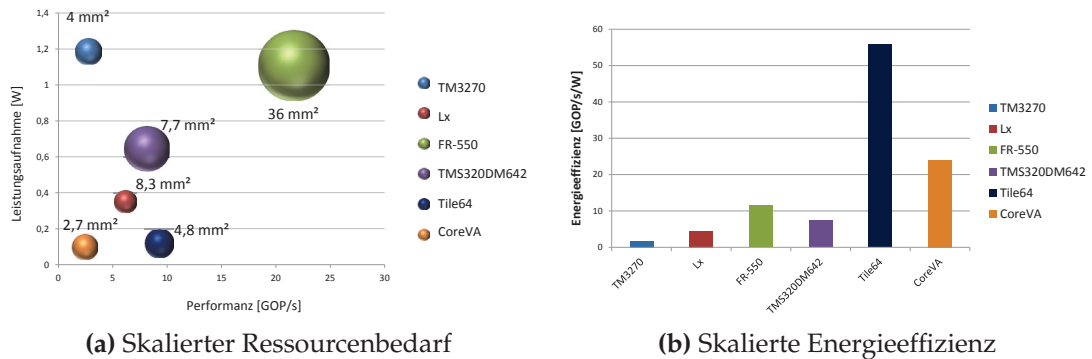 4 mm²
1,4
1,2
1
0,8
0,6
0,4
0,2
0
Leistungsaufnahme [W]
36 mm²
7,7 mm²
8,3 mm²
2,7 mm²
4,8 mm²
0 5 10 15 20 25 30
Performanz [GOP/s]
TM3270
Lx
FR-550
TMS320DM642
Tile64
CoreVA
(a) Skalierter Ressourcenbedarf
Energieeffizienz [GOP/s/W]
60
50
40
30
20
10
0
TM3270
Lx
FR-550
TMS320DM642
Tile64
CoreVA
TM3270
Lx
FR-550
TMS320DM642
Tile64
CoreVA
(b) Skalierte Energieeffizienz